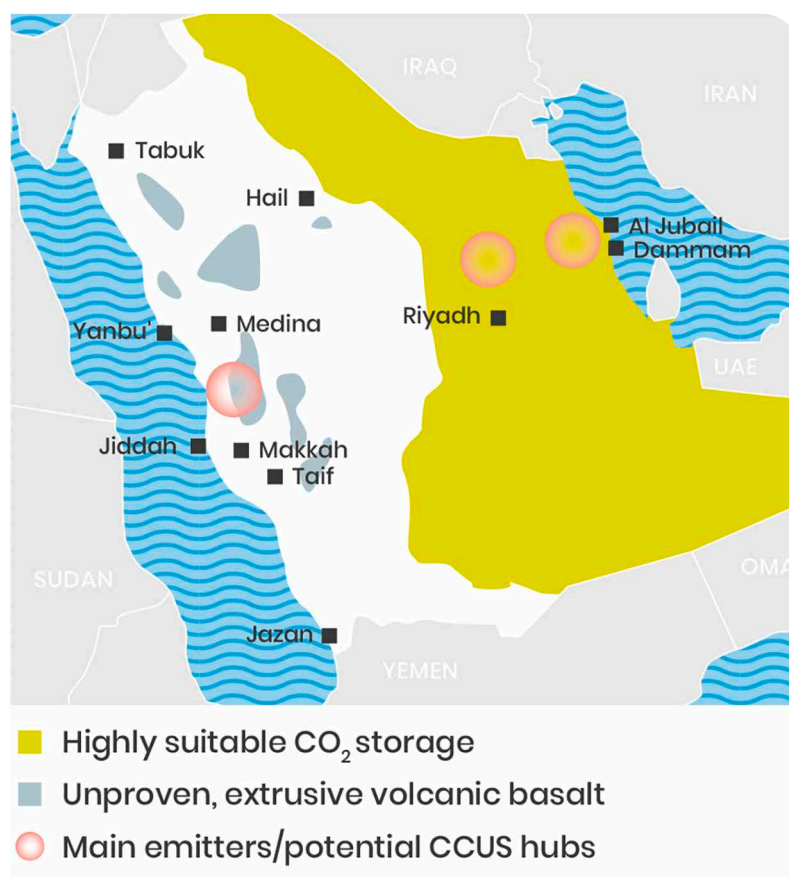 IRAQ
IRAN
Tabuk
Hail
Al Jubail
Dammam
Medina
Riyadh
Yanbu'
UAE
Jiddah
Makkah
Taif
OMA
SUDAN
Jazan
YEMEN
Highly suitable CO₂ storage
Unproven, extrusive volcanic basalt
Main emitters/potential CCUS hubs